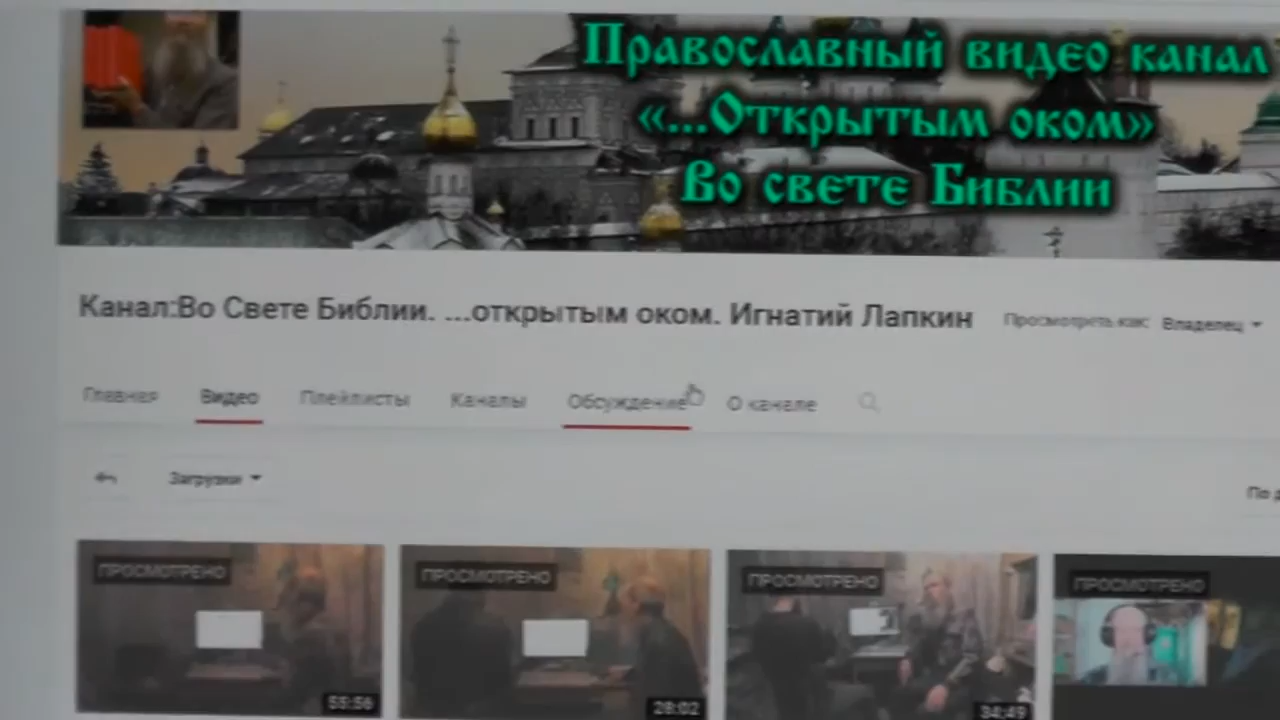 Православный видео канал
«...Открытым оком»
Во свете Библии
Канал:Во Свете Библии. ...открытым оком. Игнатий Лапкин
Просмотреть как: Владелец
Главная Видео Плейлисты Каналы Обсуждение О канале
Загрузки
По д
ПРОСМОТРЕНО ПРОСМОТРЕНО ПРОСМОТРЕНО ПРОСМОТРЕНО
55:56 28:02 34:49